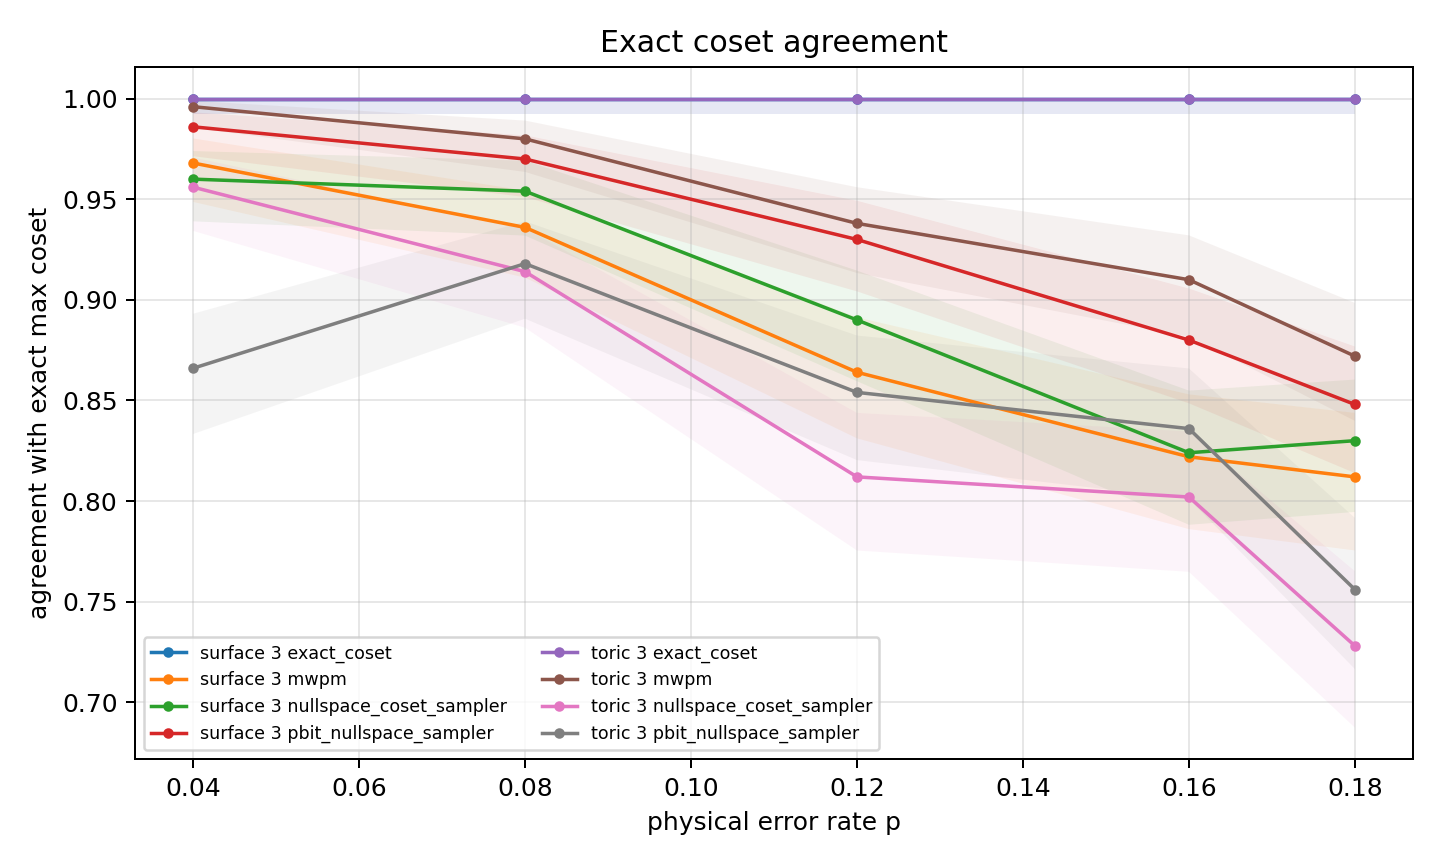 Exact coset agreement
agreement with exact max coset
1.00
0.95
0.90
0.85
0.80
0.75
0.70
surface 3 exact_coset
surface 3 mwpm
surface 3 nullspace_coset_sampler
surface 3 pbit_nullspace_sampler
toric 3 exact_coset
toric 3 mwpm
toric 3 nullspace_coset_sampler
toric 3 pbit_nullspace_sampler
0.04 0.06 0.08 0.10 0.12 0.14 0.16 0.18
physical error rate p